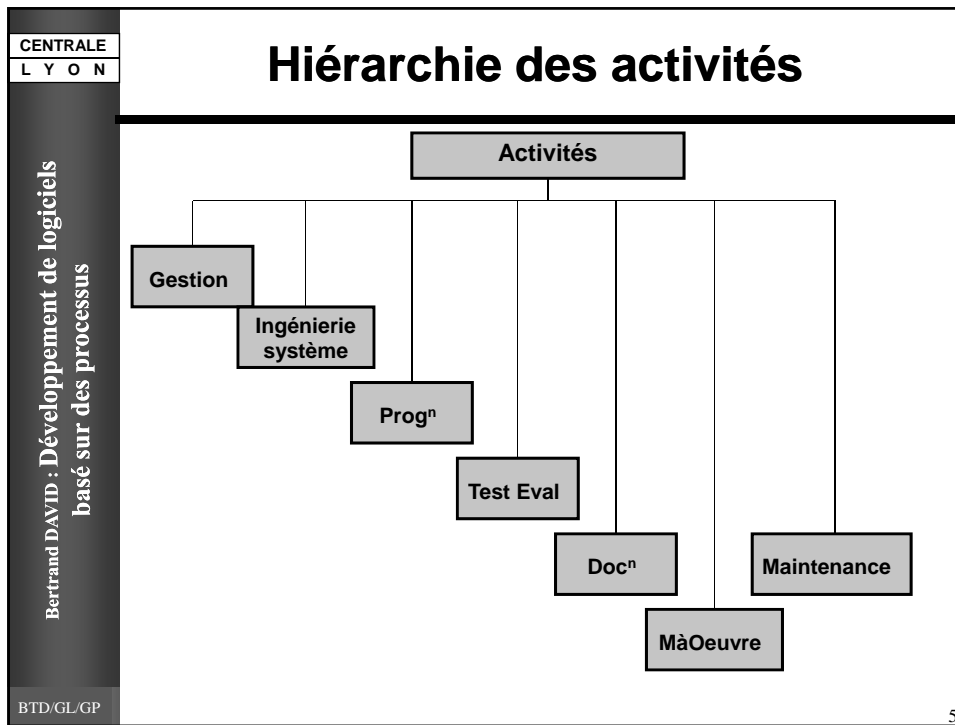 CENTRALE
L Y O N
Hiérarchie des activités
Bertrand DAVID : Développement de logiciels
basé sur des processus
Activités
Gestion
Ingénierie
système
Progⁿ
Test Eval
Docⁿ
Maintenance
MàOeuvre
BTD/GL/GP
5